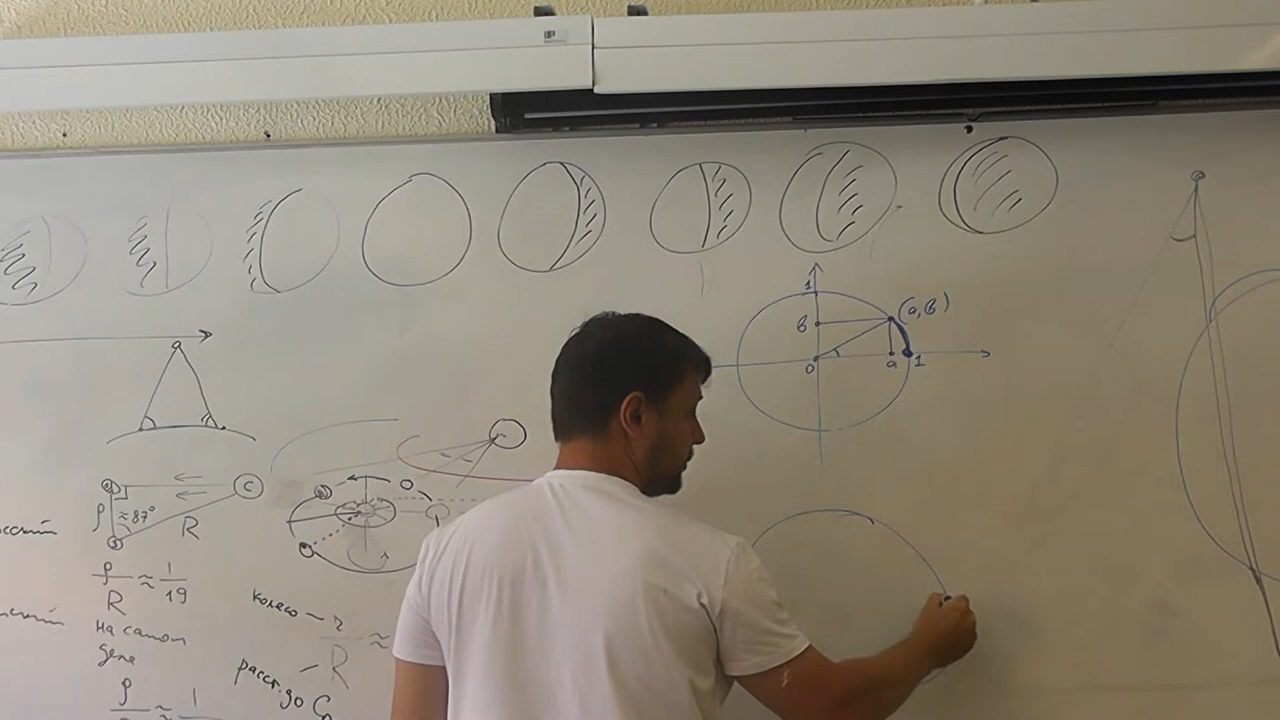 1
(a,b)
b
0
a
1
C
ρ
≈87°
R
ρ/R ≈ 1/19
на самом
деле
ρ
≈ 1
колесо – r
R ≈
расст. до